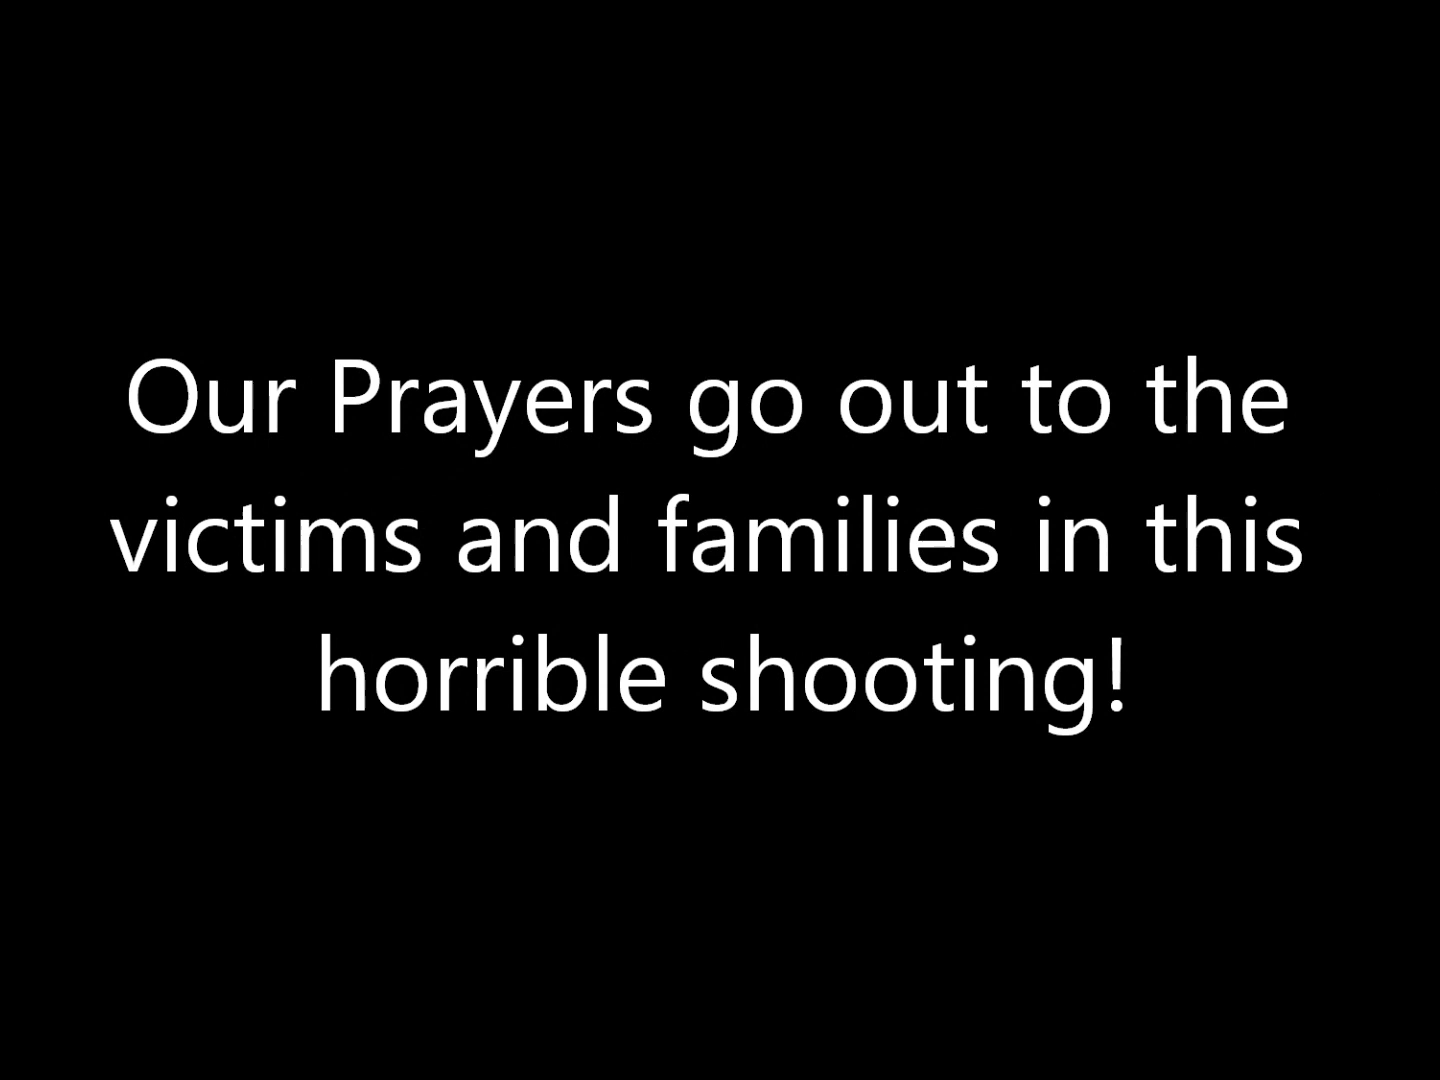 Our Prayers go out to the
victims and families in this
horrible shooting!